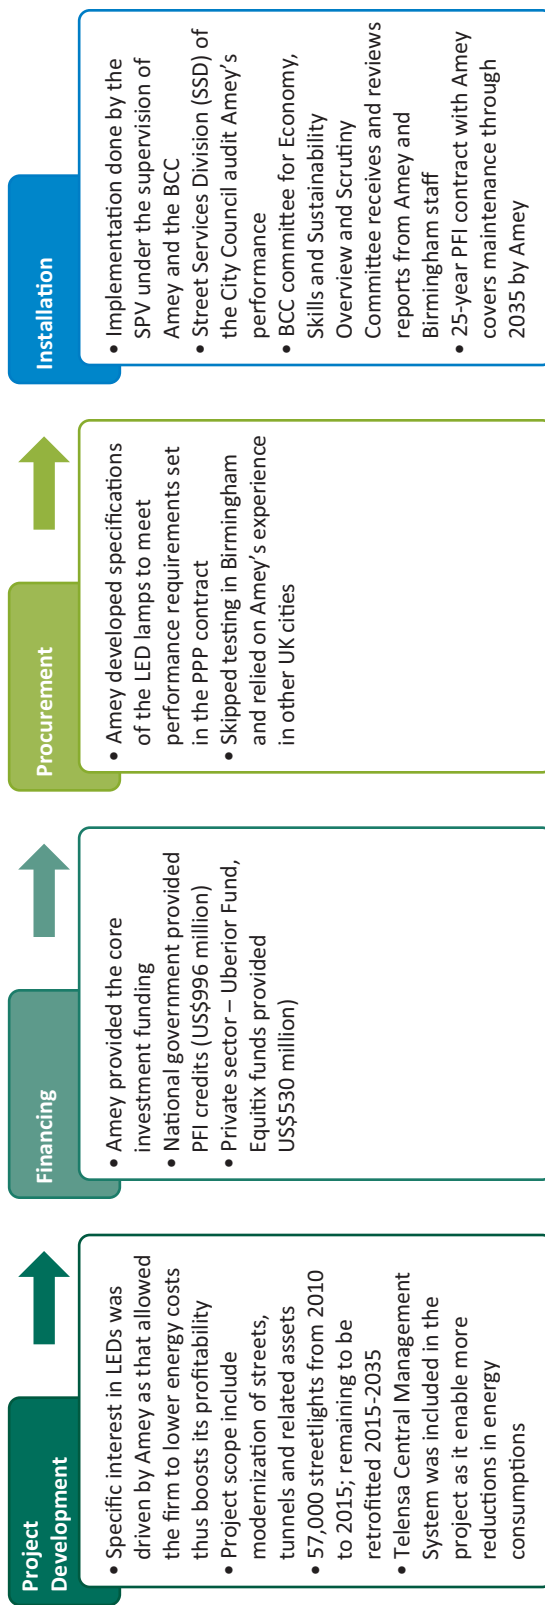 Project
Development
• Specific interest in LEDs was
driven by Amey as that allowed
the firm to lower energy costs
thus boosts its profitability
• Project scope include
modernization of streets,
tunnels and related assets
• 57,000 streetlights from 2010
to 2015; remaining to be
retrofitted 2015-2035
• Telensa Central Management
System was included in the
project as it enable more
reductions in energy
consumptions
Financing
• Amey provided the core
investment funding
• National government provided
PFI credits (US$996 million)
• Private sector – Uberior Fund,
Equitix funds provided
US$530 million)
Procurement
• Amey developed specifications
of the LED lamps to meet
performance requirements set
in the PPP contract
• Skipped testing in Birmingham
and relied on Amey's experience
in other UK cities
Installation
• Implementation done by the
SPV under the supervision of
Amey and the BCC
• Street Services Division (SSD) of
the City Council audit Amey's
performance
• BCC committee for Economy,
Skills and Sustainability
Overview and Scrutiny
Committee receives and reviews
reports from Amey and
Birmingham staff
• 25-year PFI contract with Amey
covers maintenance through
2035 by Amey